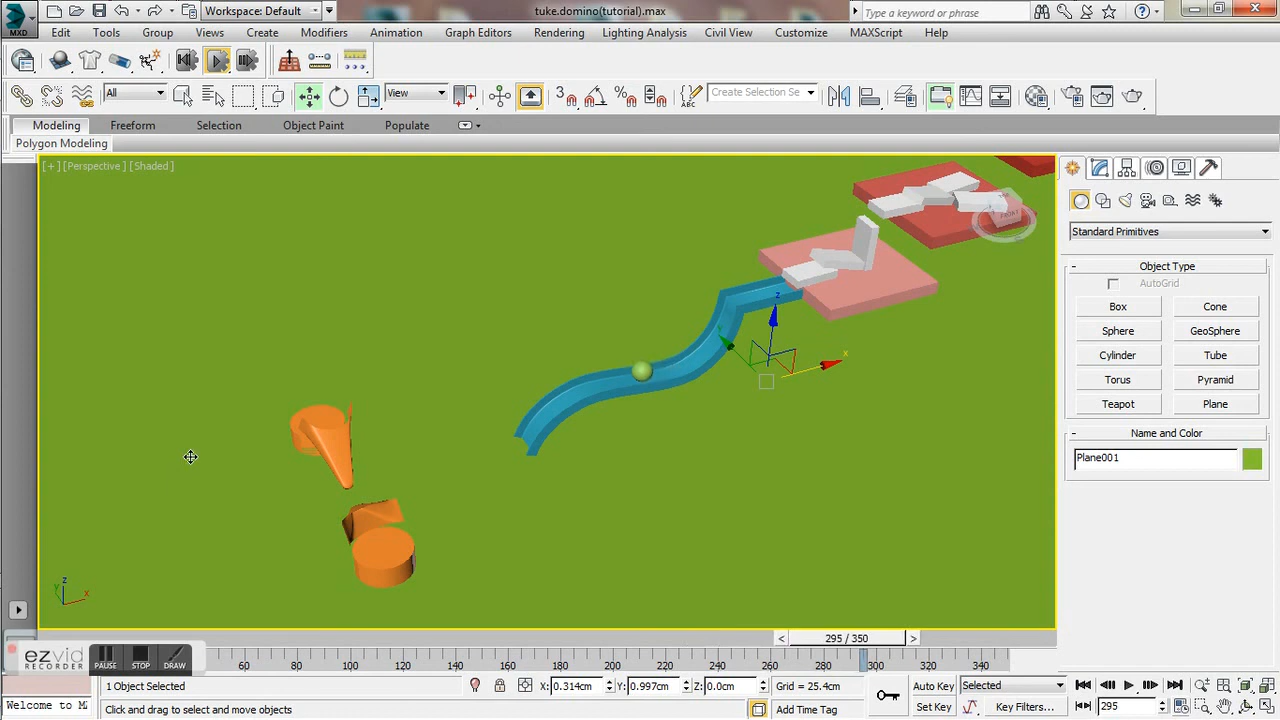 Workspace: Default
tuke.domino(tutorial).max
Type a keyword or phrase
MXD
Edit Tools Group Views Create Modifiers Animation Graph Editors Rendering Lighting Analysis Civil View Customize MAXScript Help
All
View
3
ABC
Create Selection Se
Modeling Freeform Selection Object Paint Populate
Polygon Modeling
[+] [Perspective] [Shaded]
FRONT
Standard Primitives
Object Type
AutoGrid
Box Cone
Sphere GeoSphere
Cylinder Tube
Torus Pyramid
Teapot Plane
Name and Color
Plane001
z
x
z
x
295 / 350
ezvid
RECORDER
PAUSE STOP DRAW
60 80 100 120 140 160 180 200 220 240 260 280 300 320 340
1 Object Selected
X: 0.314cm Y: 0.997cm Z: 0.0cm
Grid = 25.4cm
Auto Key Selected
Welcome to M
Click and drag to select and move objects
Add Time Tag
Set Key Key Filters...
295